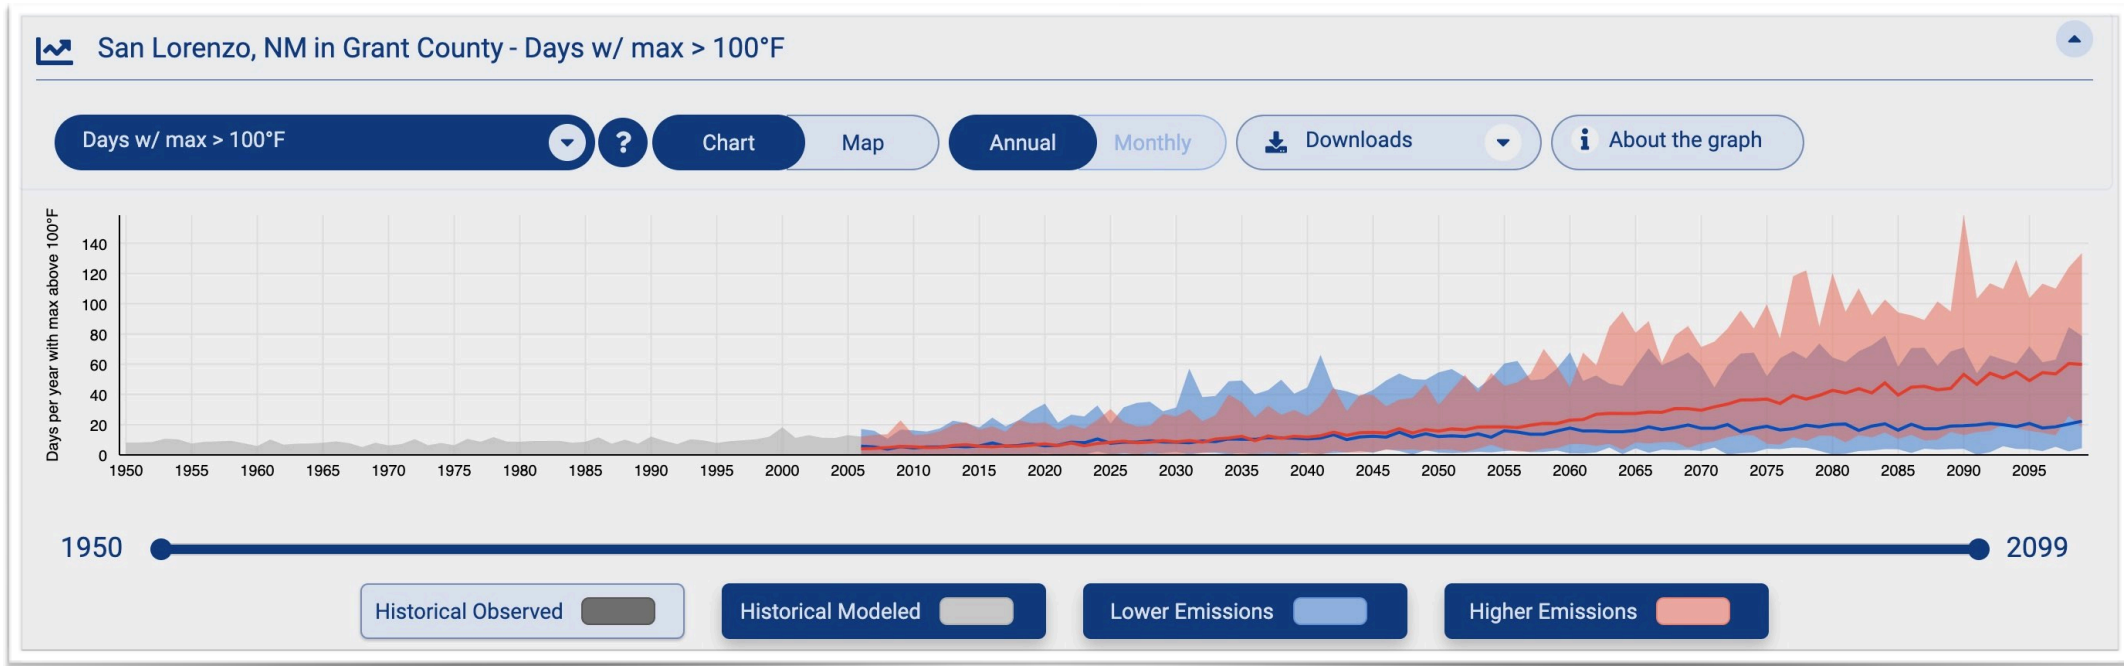 San Lorenzo, NM in Grant County - Days w/ max > 100°F
Days w/ max > 100°F
?
Chart
Map
Annual
Monthly
Downloads
About the graph
Days per year with max above 100°F
140
120
100
80
60
40
20
0
1950 1955 1960 1965 1970 1975 1980 1985 1990 1995 2000 2005 2010 2015 2020 2025 2030 2035 2040 2045 2050 2055 2060 2065 2070 2075 2080 2085 2090 2095
1950
2099
Historical Observed
Historical Modeled
Lower Emissions
Higher Emissions